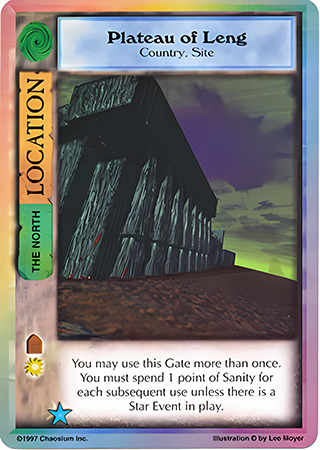 Plateau of Leng
Country, Site
LOCATION
THE NORTH
You may use this Gate more than once.
You must spend 1 point of Sanity for
each subsequent use unless there is a
Star Event in play.
©1997 Chaosium Inc.
Illustration © by Lee Moyer